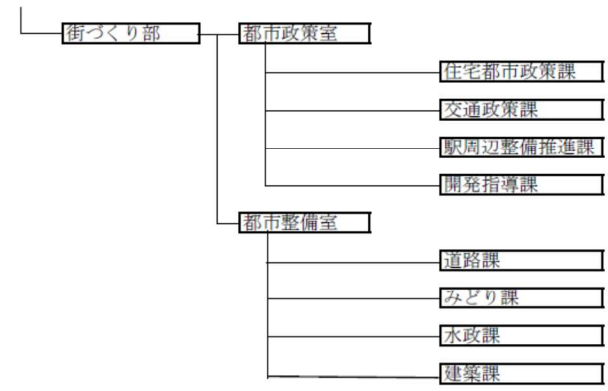 街づくり部
都市政策室
住宅都市政策課
交通政策課
駅周辺整備推進課
開発指導課
都市整備室
道路課
みどり課
水政課
建築課